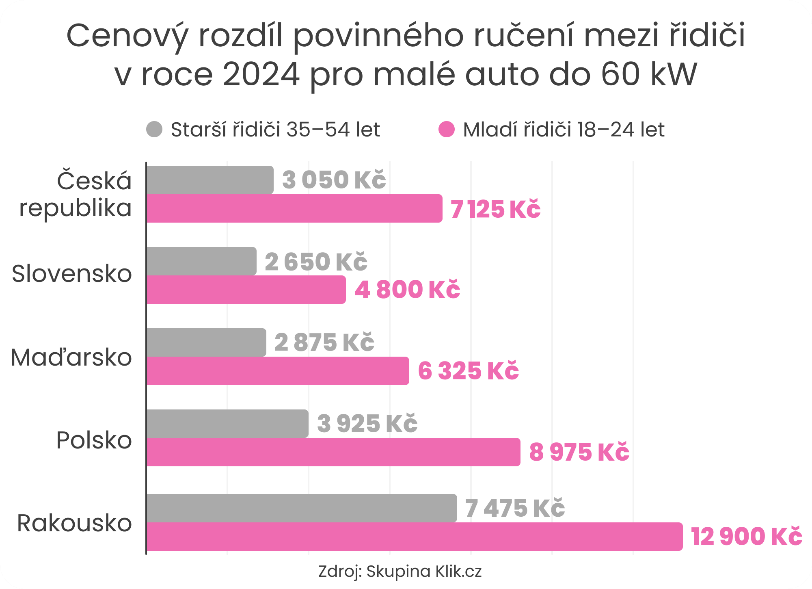 Cenový rozdíl povinného ručení mezi řidiči
v roce 2024 pro malé auto do 60 kW
Starší řidiči 35–54 let
Mladí řidiči 18–24 let
Česká
republika
3 050 Kč
7 125 Kč
Slovensko
2 650 Kč
4 800 Kč
Maďarsko
2 875 Kč
6 325 Kč
Polsko
3 925 Kč
8 975 Kč
Rakousko
7 475 Kč
12 900 Kč
Zdroj: Skupina Klik.cz